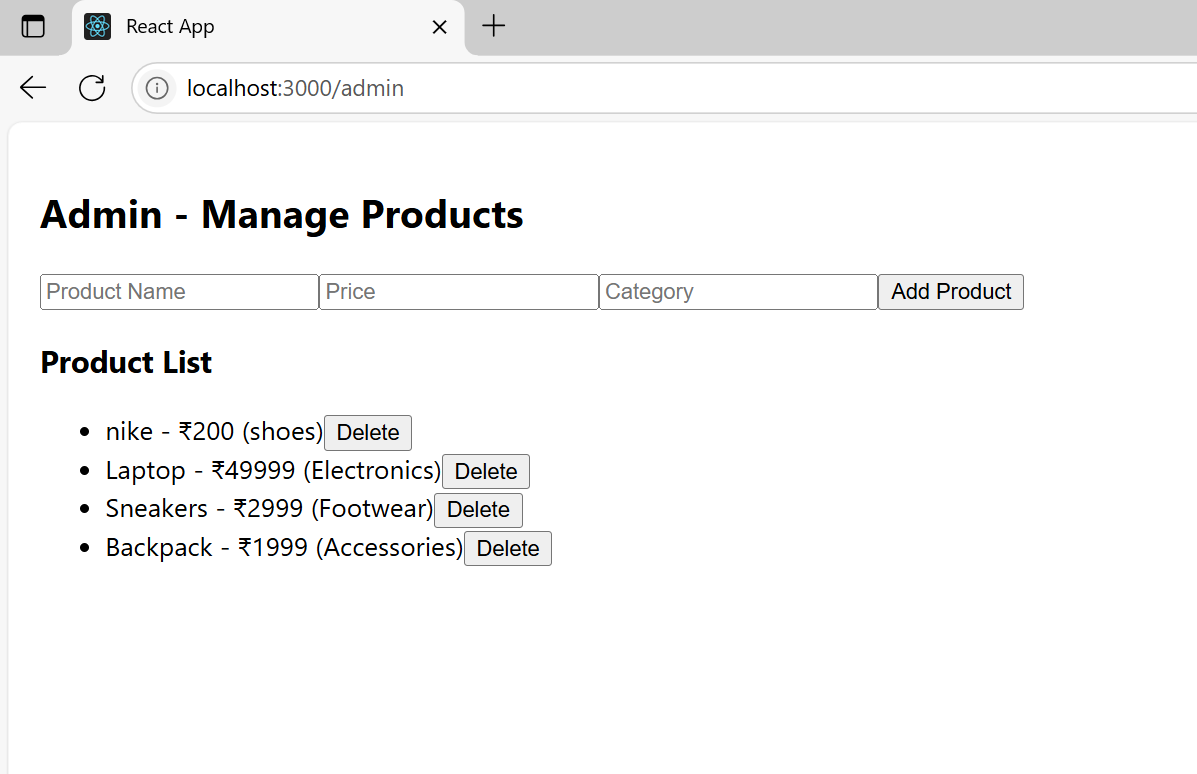 React App
localhost:3000/admin
Admin - Manage Products
Product Name Price Category Add Product
Product List
nike - ₹200 (shoes) Delete
Laptop - ₹49999 (Electronics) Delete
Sneakers - ₹2999 (Footwear) Delete
Backpack - ₹1999 (Accessories) Delete